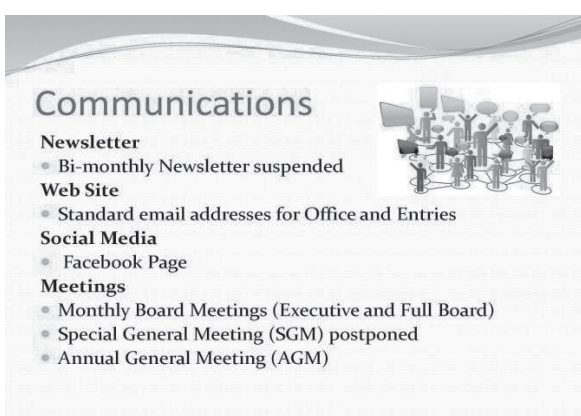 Communications
Newsletter
Bi-monthly Newsletter suspended
Web Site
Standard email addresses for Office and Entries
Social Media
Facebook Page
Meetings
Monthly Board Meetings (Executive and Full Board)
Special General Meeting (SGM) postponed
Annual General Meeting (AGM)